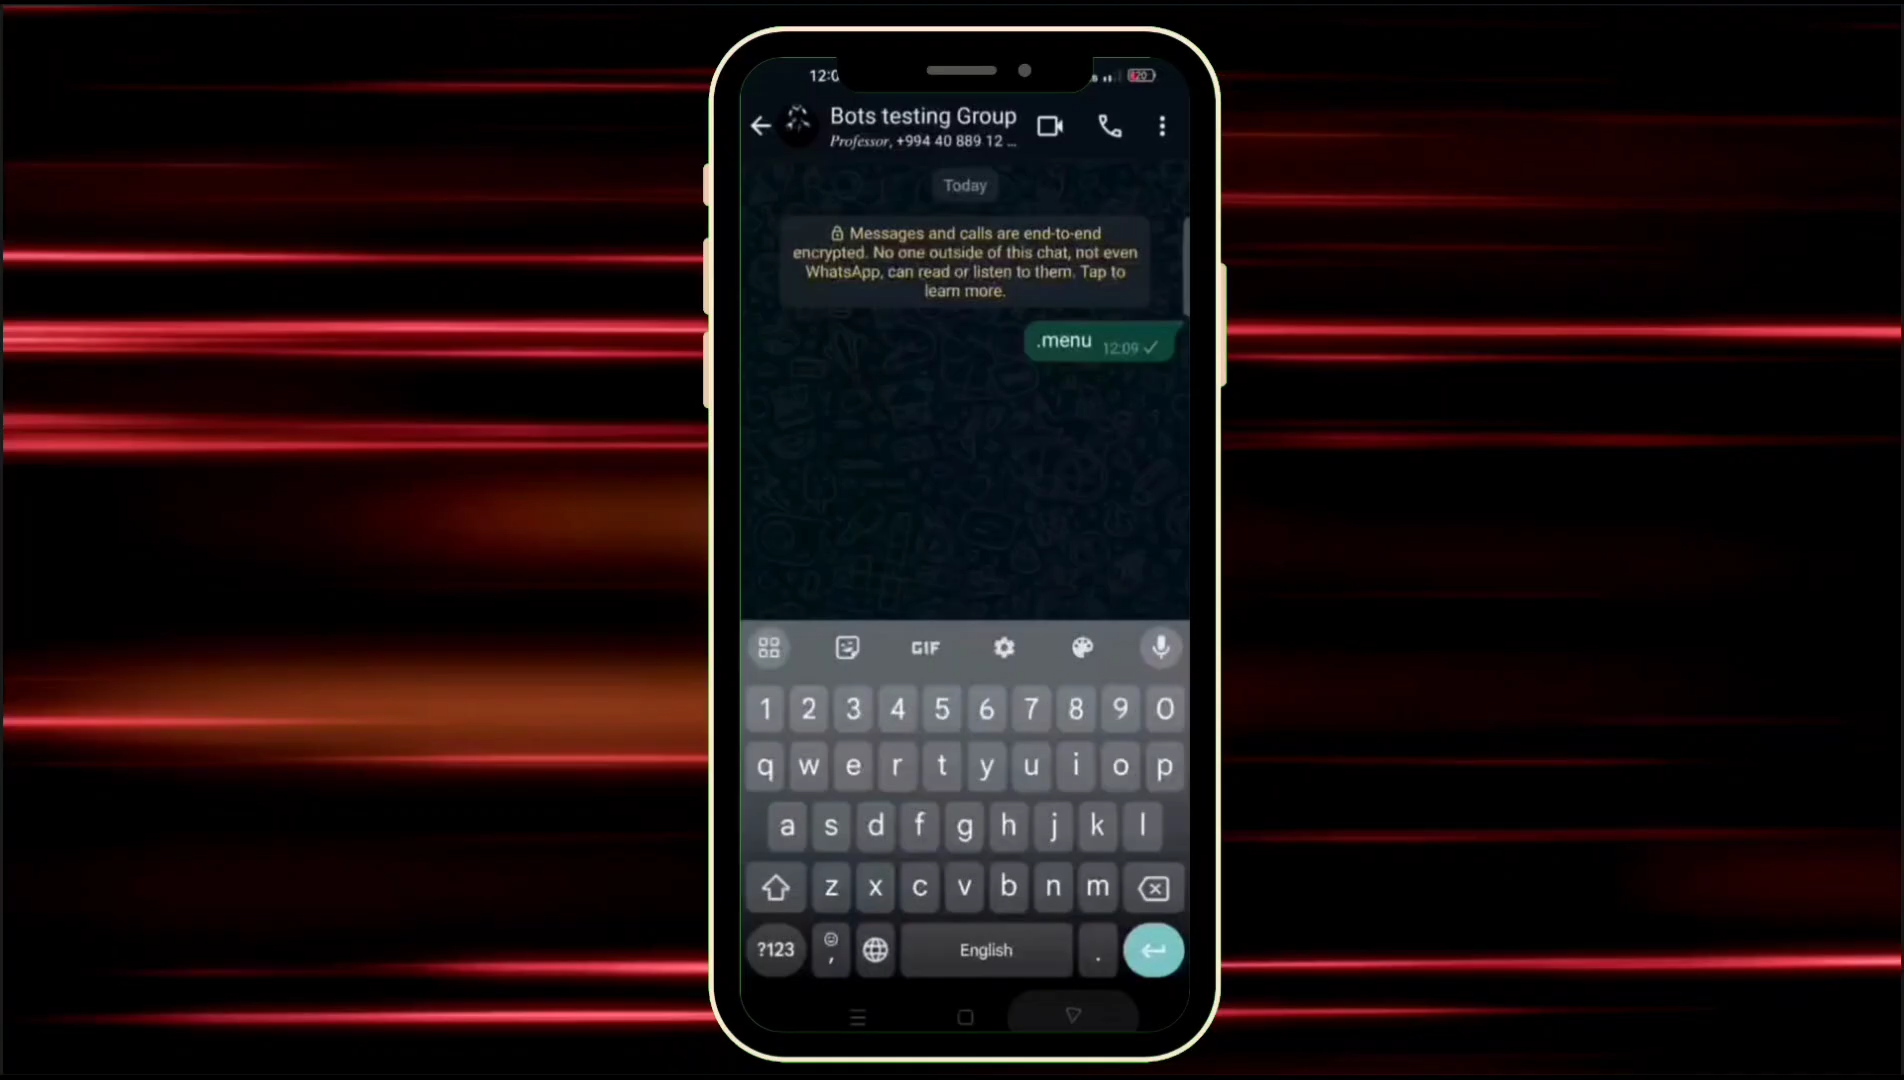 12:0
20
Bots testing Group
Professor, +994 40 889 12 ...
Today
Messages and calls are end-to-end
encrypted. No one outside of this chat, not even
WhatsApp, can read or listen to them. Tap to
learn more.
.menu 12:09
GIF
1 2 3 4 5 6 7 8 9 0
q w e r t y u i o p
a s d f g h j k l
z x c v b n m
?123 , English .